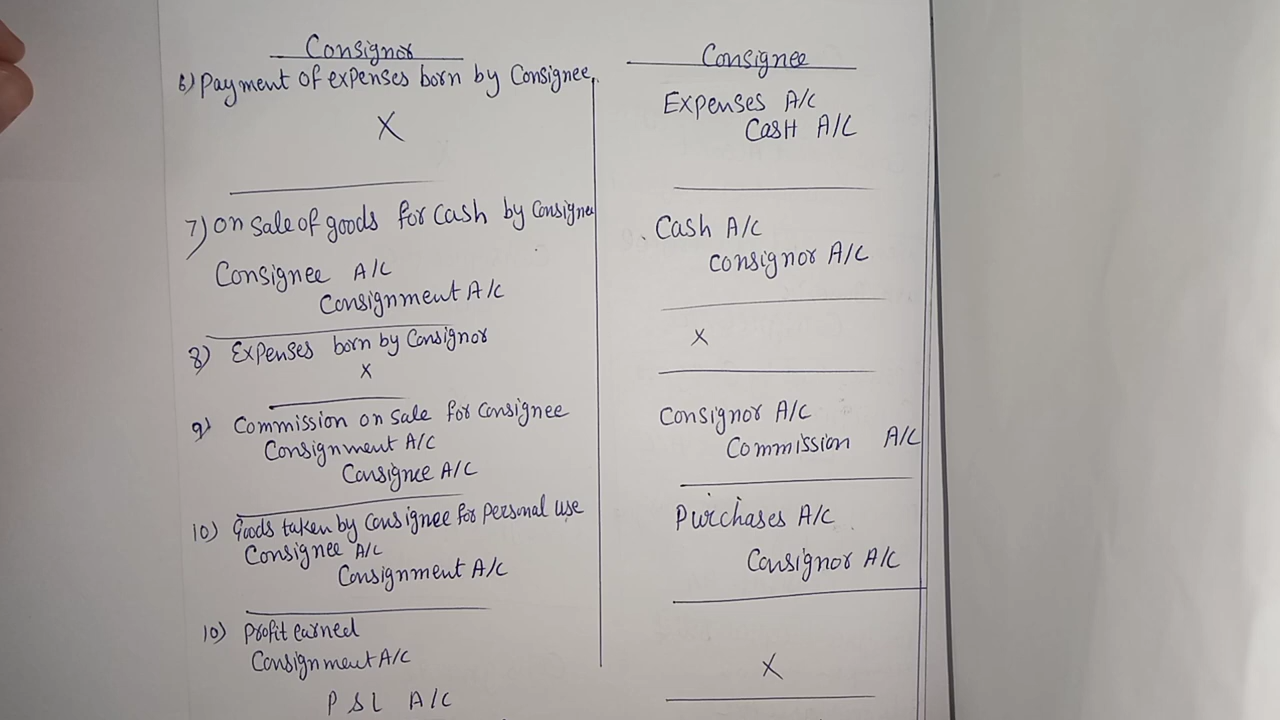 Consignor
6) Payment of expenses born by Consignee.
X
7) On Sale of goods for Cash by Consignee
Consignee A/C
Consignment A/C
8) Expenses born by Consignor
X
9) Commission on sale for Consignee
Consignment A/C
Consignee A/C
10) Goods taken by Consignee for Personal use
Consignee A/C
Consignment A/C
10) Profit earned
Consignment A/C
P & L A/C
Consignee
Expenses A/C
Cash A/C
Cash A/C
Consignor A/C
X
Consignor A/C
Commission A/C
Purchases A/C
Consignor A/C
X